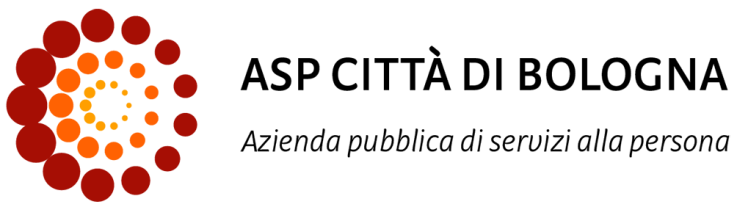 ASP CITTÀ DI BOLOGNA
Azienda pubblica di servizi alla persona